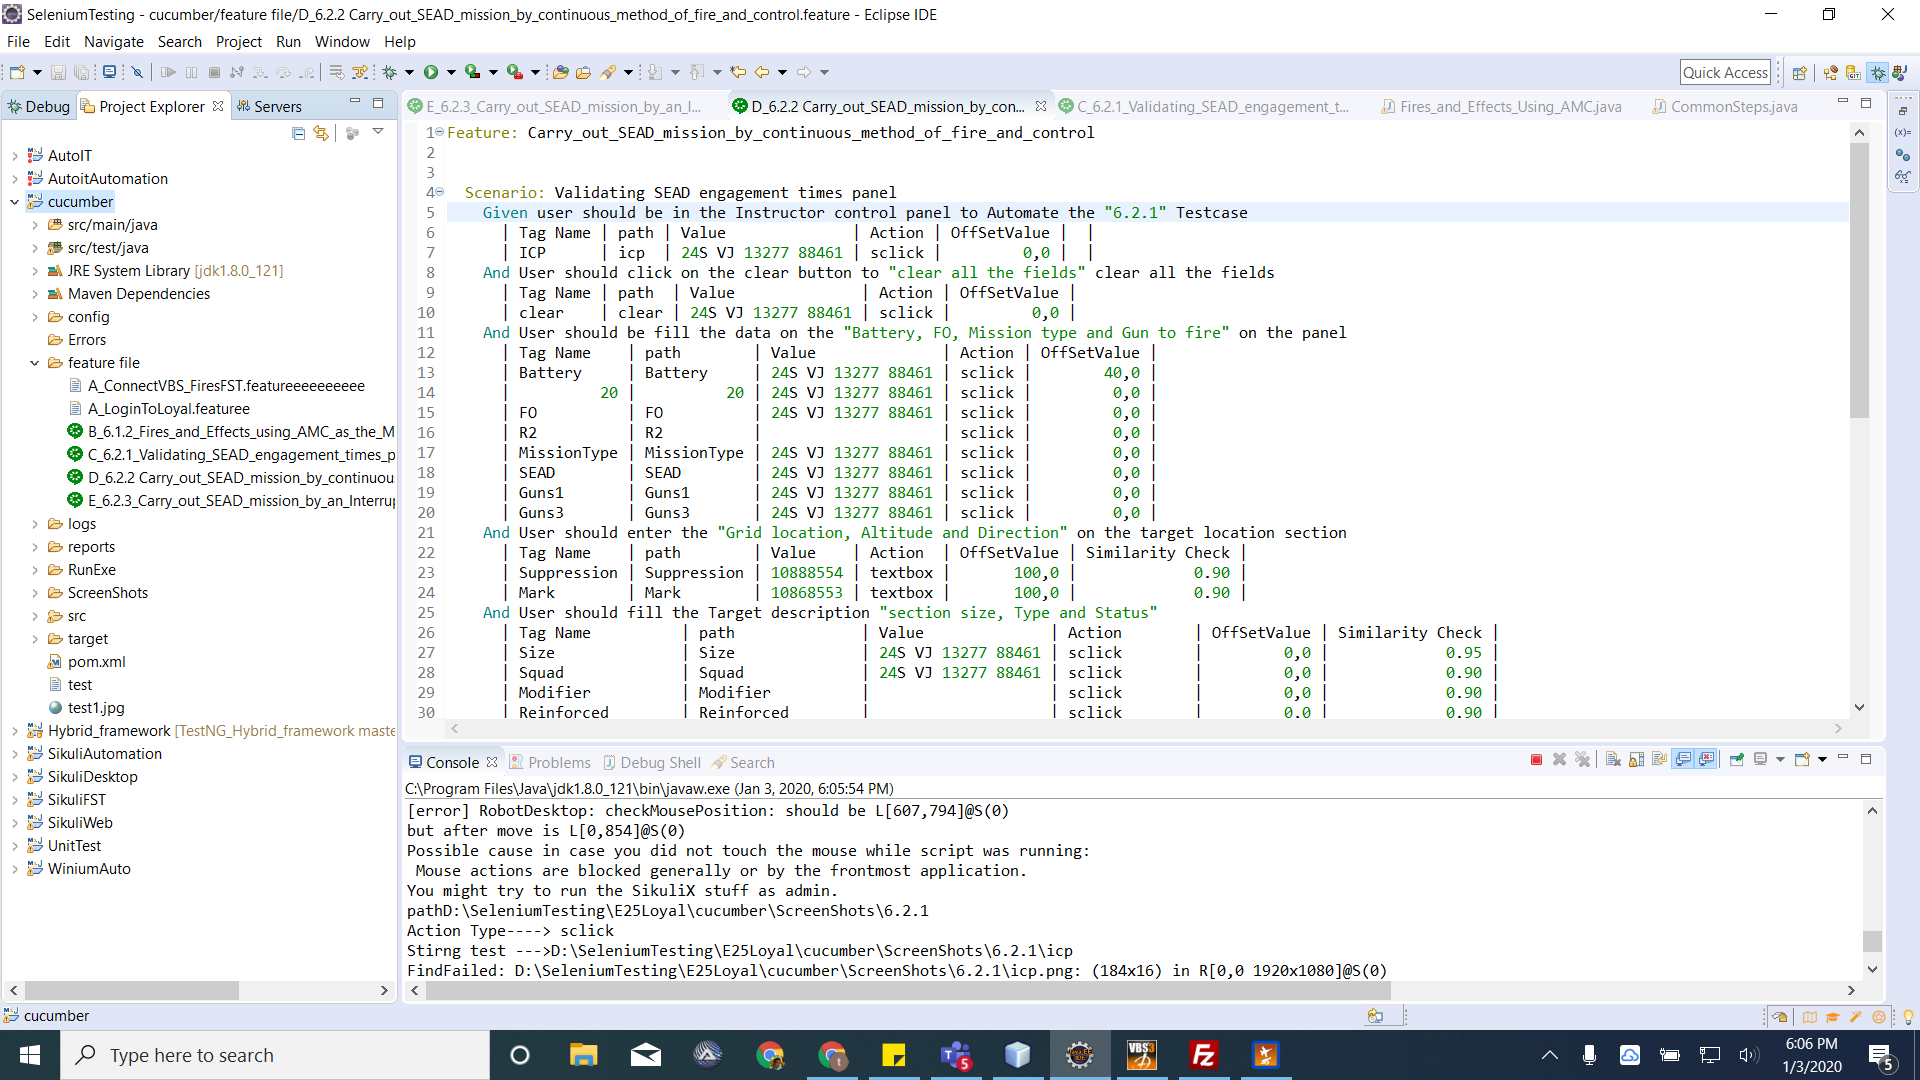 SeleniumTesting - cucumber/feature file/D_6.2.2 Carry_out_SEAD_mission_by_continuous_method_of_fire_and_control.feature - Eclipse IDE
File Edit Navigate Search Project Run Window Help
Quick Access
Debug Project Explorer Servers
E_6.2.3_Carry_out_SEAD_mission_by_an_I... D_6.2.2 Carry_out_SEAD_mission_by_con... C_6.2.1_Validating_SEAD_engagement_t... Fires_and_Effects_Using_AMC.java CommonSteps.java
AutoIT
AutoitAutomation
cucumber
src/main/java
src/test/java
JRE System Library [jdk1.8.0_121]
Maven Dependencies
config
Errors
feature file
A_ConnectVBS_FiresFST.featureeeeeeeeee
A_LoginToLoyal.featuree
B_6.1.2_Fires_and_Effects_using_AMC_as_the_M
C_6.2.1_Validating_SEAD_engagement_times_p
D_6.2.2 Carry_out_SEAD_mission_by_continuou
E_6.2.3_Carry_out_SEAD_mission_by_an_Interru
logs
reports
RunExe
ScreenShots
src
target
pom.xml
test
test1.jpg
Hybrid_framework [TestNG_Hybrid_framework maste
SikuliAutomation
SikuliDesktop
SikuliFST
SikuliWeb
UnitTest
WiniumAuto
1 Feature: Carry_out_SEAD_mission_by_continuous_method_of_fire_and_control
2
3
4 Scenario: Validating SEAD engagement times panel
5 Given user should be in the Instructor control panel to Automate the "6.2.1" Testcase
6 | Tag Name | path | Value | Action | OffSetValue | |
7 | ICP | icp | 24S VJ 13277 88461 | sclick | 0,0 | |
8 And User should click on the clear button to "clear all the fields" clear all the fields
9 | Tag Name | path | Value | Action | OffSetValue |
10 | clear | clear | 24S VJ 13277 88461 | sclick | 0,0 |
11 And User should be fill the data on the "Battery, FO, Mission type and Gun to fire" on the panel
12 | Tag Name | path | Value | Action | OffSetValue |
13 | Battery | Battery | 24S VJ 13277 88461 | sclick | 40,0 |
14 | 20 | 20 | 24S VJ 13277 88461 | sclick | 0,0 |
15 | FO | FO | 24S VJ 13277 88461 | sclick | 0,0 |
16 | R2 | R2 | | sclick | 0,0 |
17 | MissionType | MissionType | 24S VJ 13277 88461 | sclick | 0,0 |
18 | SEAD | SEAD | 24S VJ 13277 88461 | sclick | 0,0 |
19 | Guns1 | Guns1 | 24S VJ 13277 88461 | sclick | 0,0 |
20 | Guns3 | Guns3 | 24S VJ 13277 88461 | sclick | 0,0 |
21 And User should enter the "Grid location, Altitude and Direction" on the target location section
22 | Tag Name | path | Value | Action | OffSetValue | Similarity Check |
23 | Suppression | Suppression | 10888554 | textbox | 100,0 | 0.90 |
24 | Mark | Mark | 10868553 | textbox | 100,0 | 0.90 |
25 And User should fill the Target description "section size, Type and Status"
26 | Tag Name | path | Value | Action | OffSetValue | Similarity Check |
27 | Size | Size | 24S VJ 13277 88461 | sclick | 0,0 | 0.95 |
28 | Squad | Squad | 24S VJ 13277 88461 | sclick | 0,0 | 0.90 |
29 | Modifier | Modifier | | sclick | 0,0 | 0.90 |
30 | Reinforced | Reinforced | | sclick | 0,0 | 0.90 |
Console Problems Debug Shell Search
C:\Program Files\Java\jdk1.8.0_121\bin\javaw.exe (Jan 3, 2020, 6:05:54 PM)
[error] RobotDesktop: checkMousePosition: should be L[607,794]@S(0)
but after move is L[0,854]@S(0)
Possible cause in case you did not touch the mouse while script was running:
Mouse actions are blocked generally or by the frontmost application.
You might try to run the SikuliX stuff as admin.
pathD:\SeleniumTesting\E25Loyal\cucumber\ScreenShots\6.2.1
Action Type----> sclick
Stirng test --->D:\SeleniumTesting\E25Loyal\cucumber\ScreenShots\6.2.1\icp
FindFailed: D:\SeleniumTesting\E25Loyal\cucumber\ScreenShots\6.2.1\icp.png: (184x16) in R[0,0 1920x1080]@S(0)
cucumber
Type here to search
6:06 PM
1/3/2020
5
5